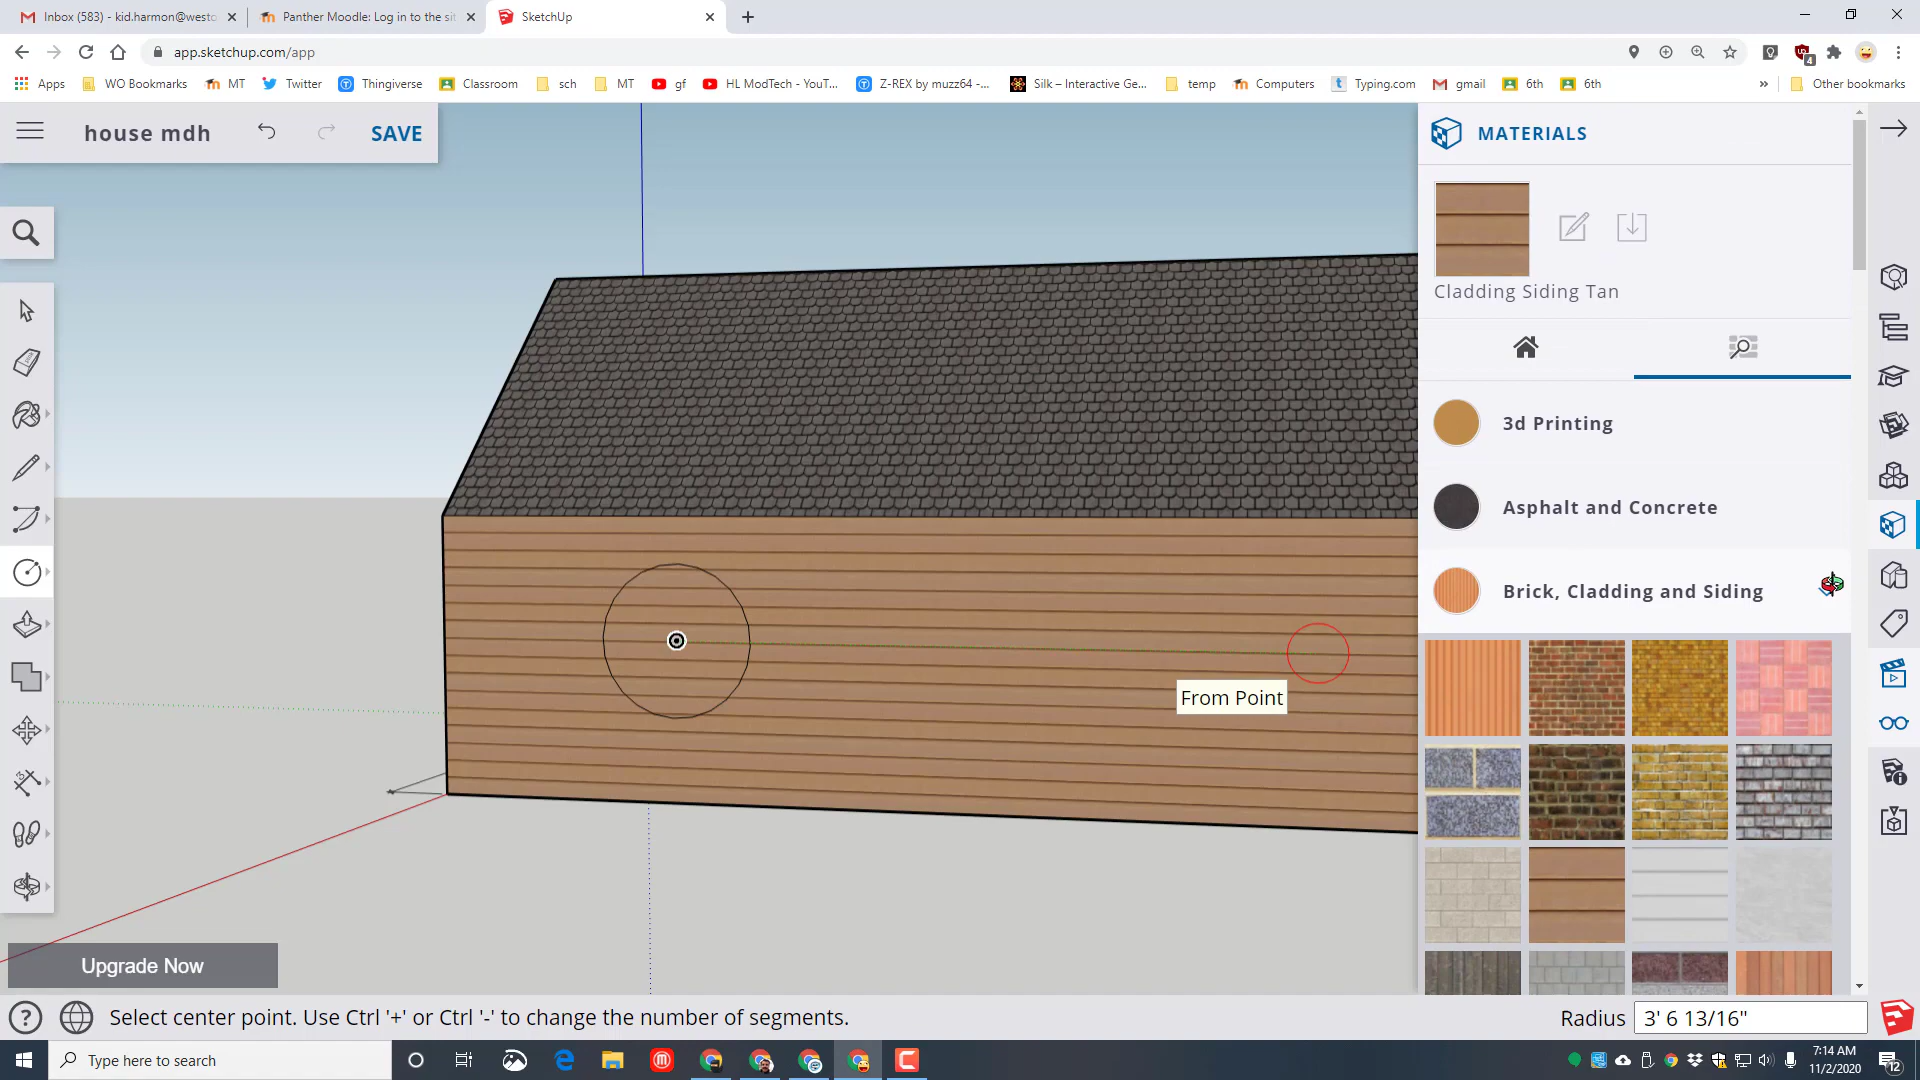 Inbox (583) - kid.harmon@westo
Panther Moodle: Log in to the sit
SketchUp
app.sketchup.com/app
4
Apps
WO Bookmarks
MT
Twitter
Thingiverse
Classroom
sch
MT
gf
HL ModTech - YouT...
Z-REX by muzz64 -...
Silk – Interactive Ge...
temp
Computers
Typing.com
gmail
6th
6th
»
Other bookmarks
house mdh
SAVE
MATERIALS
Cladding Siding Tan
3d Printing
Asphalt and Concrete
Brick, Cladding and Siding
From Point
Upgrade Now
Select center point. Use Ctrl '+' or Ctrl '-' to change the number of segments.
Radius
3' 6 13/16"
Type here to search
7:14 AM
11/2/2020
12